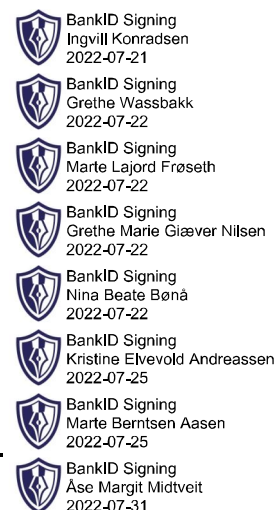 BankID Signing
Ingvill Konradsen
2022-07-21
BankID Signing
Grethe Wassbakk
2022-07-22
BankID Signing
Marte Lajord Frøseth
2022-07-22
BankID Signing
Grethe Marie Giæver Nilsen
2022-07-22
BankID Signing
Nina Beate Bønå
2022-07-22
BankID Signing
Kristine Elvevold Andreassen
2022-07-25
BankID Signing
Marte Berntsen Aasen
2022-07-25
BankID Signing
Åse Margit Midtveit
2022-07-31